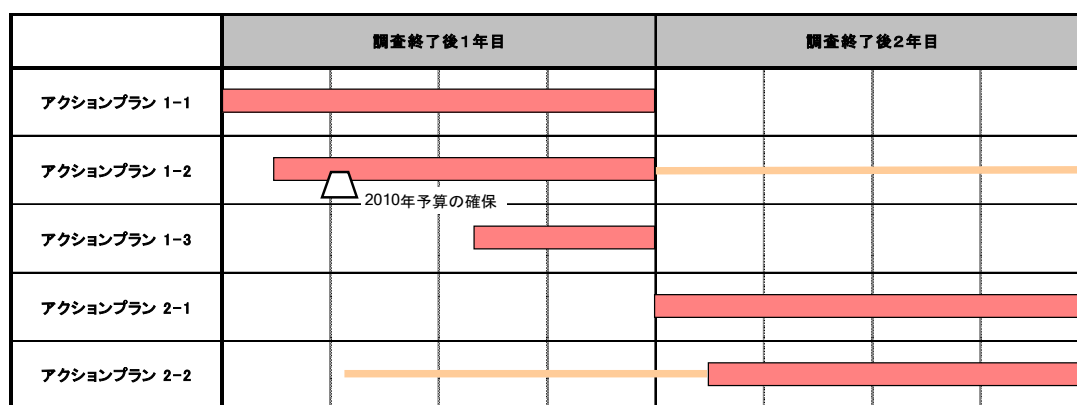 調査終了後１年目
調査終了後２年目
アクションプラン 1-1
アクションプラン 1-2
2010年予算の確保
アクションプラン 1-3
アクションプラン 2-1
アクションプラン 2-2